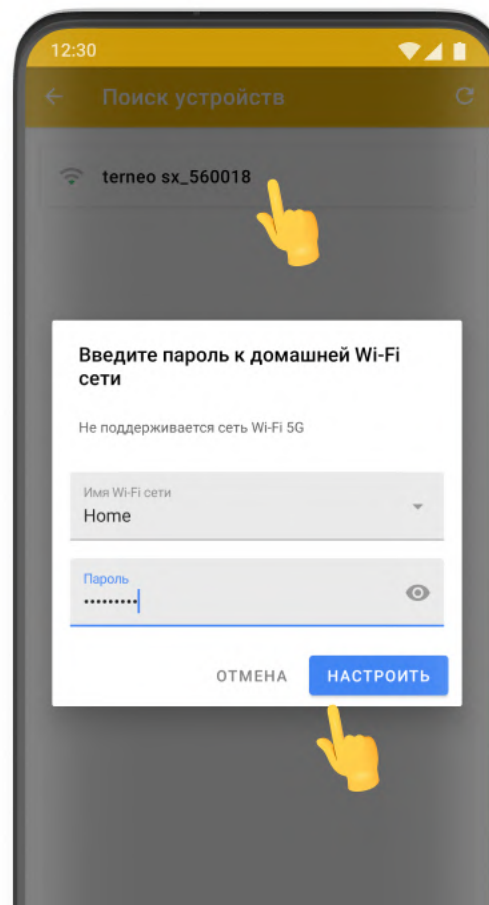 12:30
Поиск устройств
terneo sx_560018
Введите пароль к домашней Wi-Fi
сети
Не поддерживается сеть Wi-Fi 5G
Имя Wi-Fi сети
Home
Пароль
•••••••••
ОТМЕНА
НАСТРОИТЬ